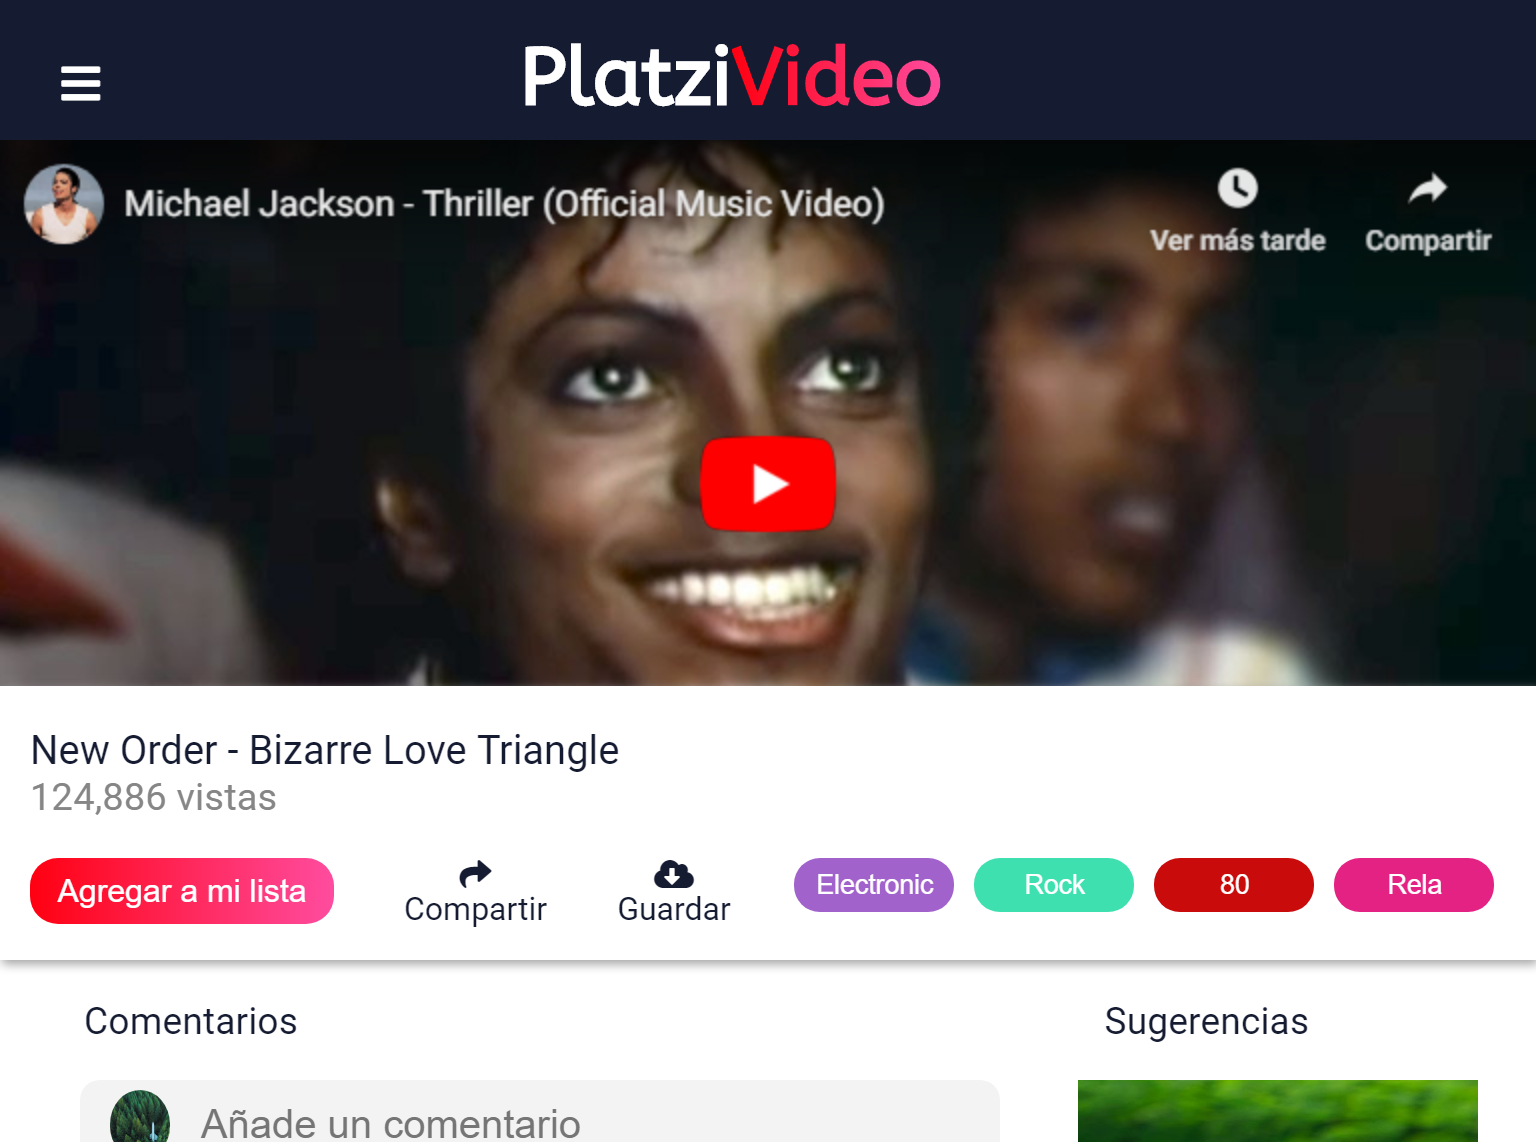 PlatziVideo
Michael Jackson - Thriller (Official Music Video)
Ver más tarde
Compartir
New Order - Bizarre Love Triangle
124,886 vistas
Agregar a mi lista
Compartir
Guardar
Electronic
Rock
80
Rela
Comentarios
Sugerencias
Añade un comentario